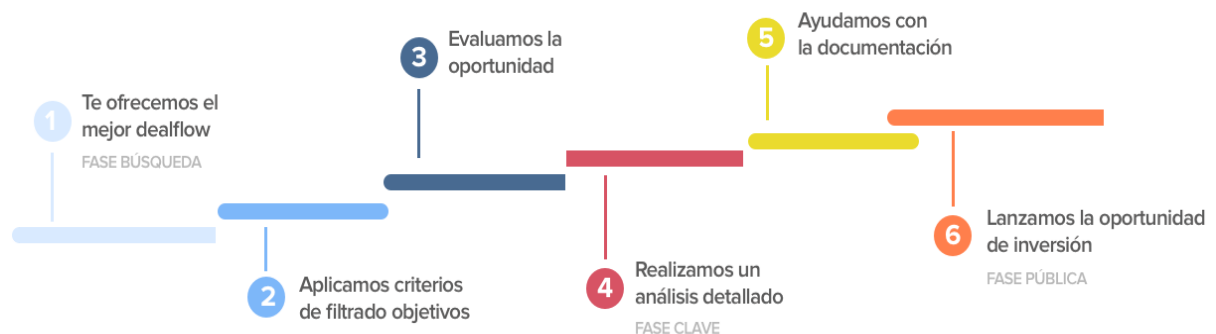 1
Te ofrecemos el
mejor dealflow
FASE BÚSQUEDA
2
Aplicamos criterios
de filtrado objetivos
3
Evaluamos la
oportunidad
4
Realizamos un
análisis detallado
FASE CLAVE
5
Ayudamos con
la documentación
6
Lanzamos la oportunidad
de inversión
FASE PÚBLICA